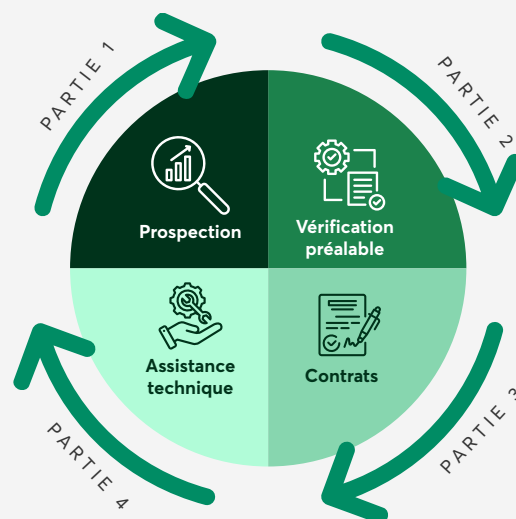 PARTIE 1
PARTIE 2
Prospection
Vérification
préalable
Assistance
technique
Contrats
PARTIE 3
PARTIE 4